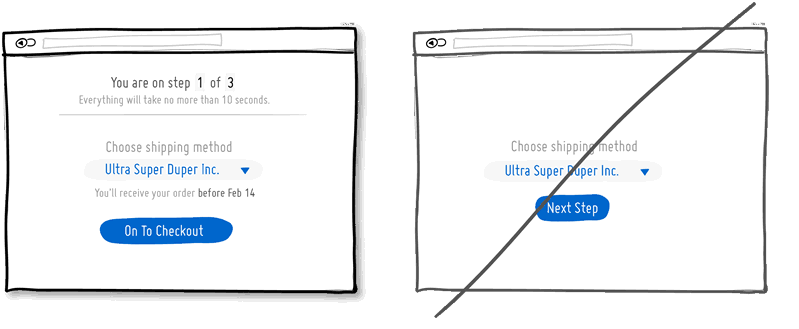 You are on step 1 of 3
Everything will take no more than 10 seconds.
Choose shipping method
Ultra Super Duper Inc.
You'll receive your order before Feb 14
On To Checkout
Choose shipping method
Ultra Super Duper Inc.
Next Step